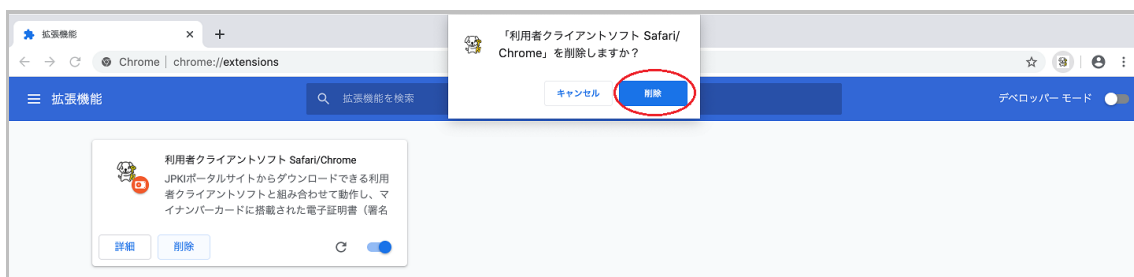 拡張機能
「利用者クライアントソフト Safari/
Chrome」を削除しますか？
キャンセル
削除
Chrome | chrome://extensions
拡張機能
拡張機能を検索
デベロッパー モード
利用者クライアントソフト Safari/Chrome
JPKIポータルサイトからダウンロードできる利用
者クライアントソフトと組み合わせて動作し、マ
イナンバーカードに搭載された電子証明書（署名
詳細
削除